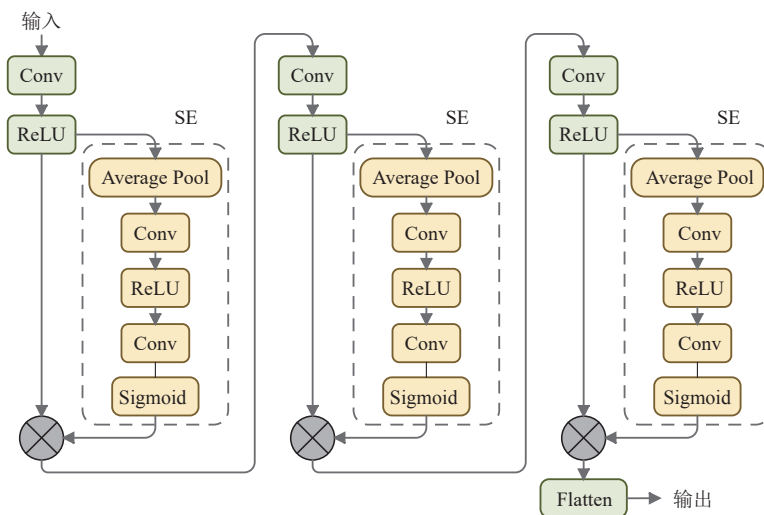 输入
Conv
ReLU
SE
Average Pool
Conv
ReLU
Conv
Sigmoid
Conv
ReLU
SE
Average Pool
Conv
ReLU
Conv
Sigmoid
Conv
ReLU
SE
Average Pool
Conv
ReLU
Conv
Sigmoid
Flatten
输出